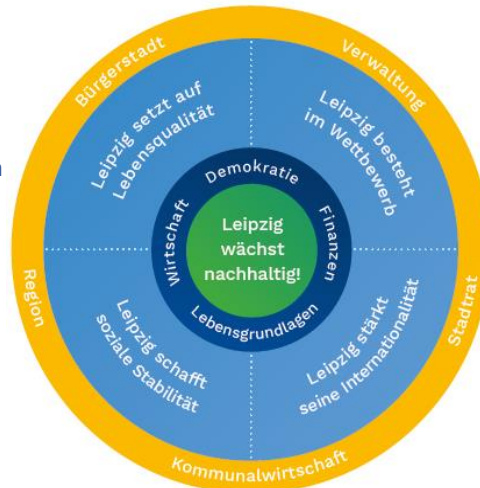 Bürgerstadt
Verwaltung
Leipzig setzt auf
Lebensqualität
Leipzig besteht
im Wettbewerb
Demokratie
Wirtschaft
Finanzen
Leipzig
wächst
nachhaltig!
Lebensgrundlagen
Region
Stadtrat
Leipzig schafft
soziale Stabilität
Leipzig stärkt
seine Internationalität
Kommunalwirtschaft